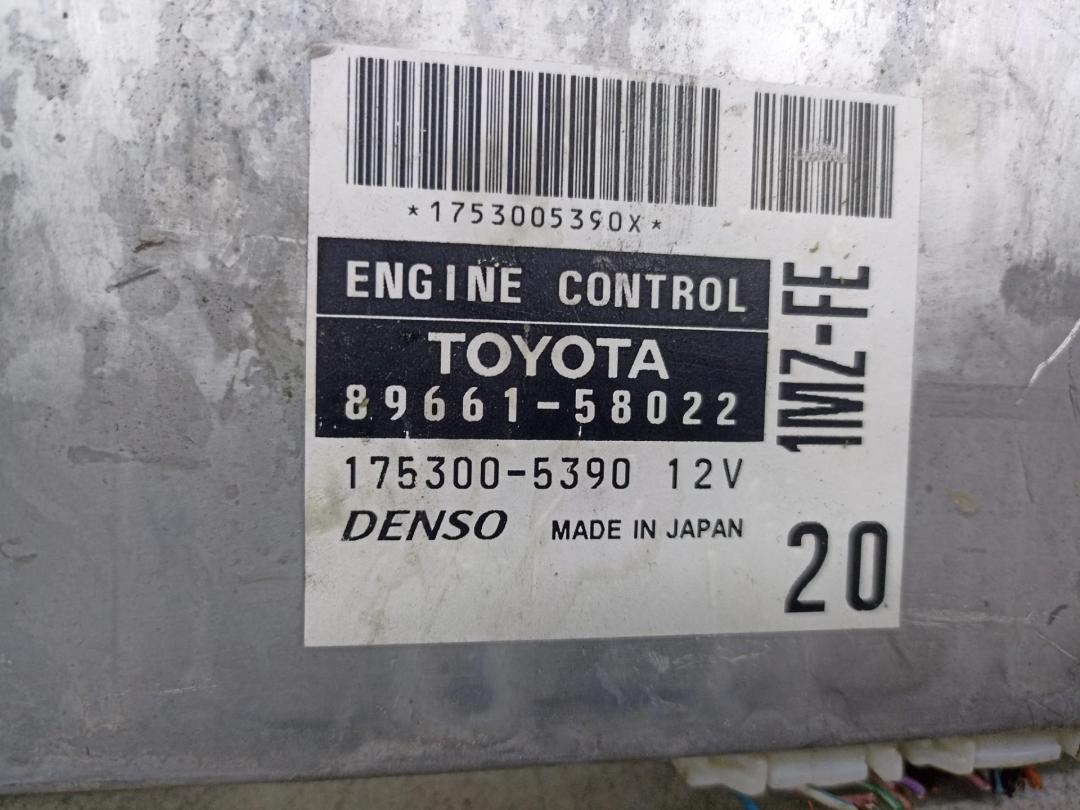 *1753005390X*
ENGINE CONTROL
TOYOTA
89661-58022
175300-5390 12V
DENSO MADE IN JAPAN
1MZ-FE
20